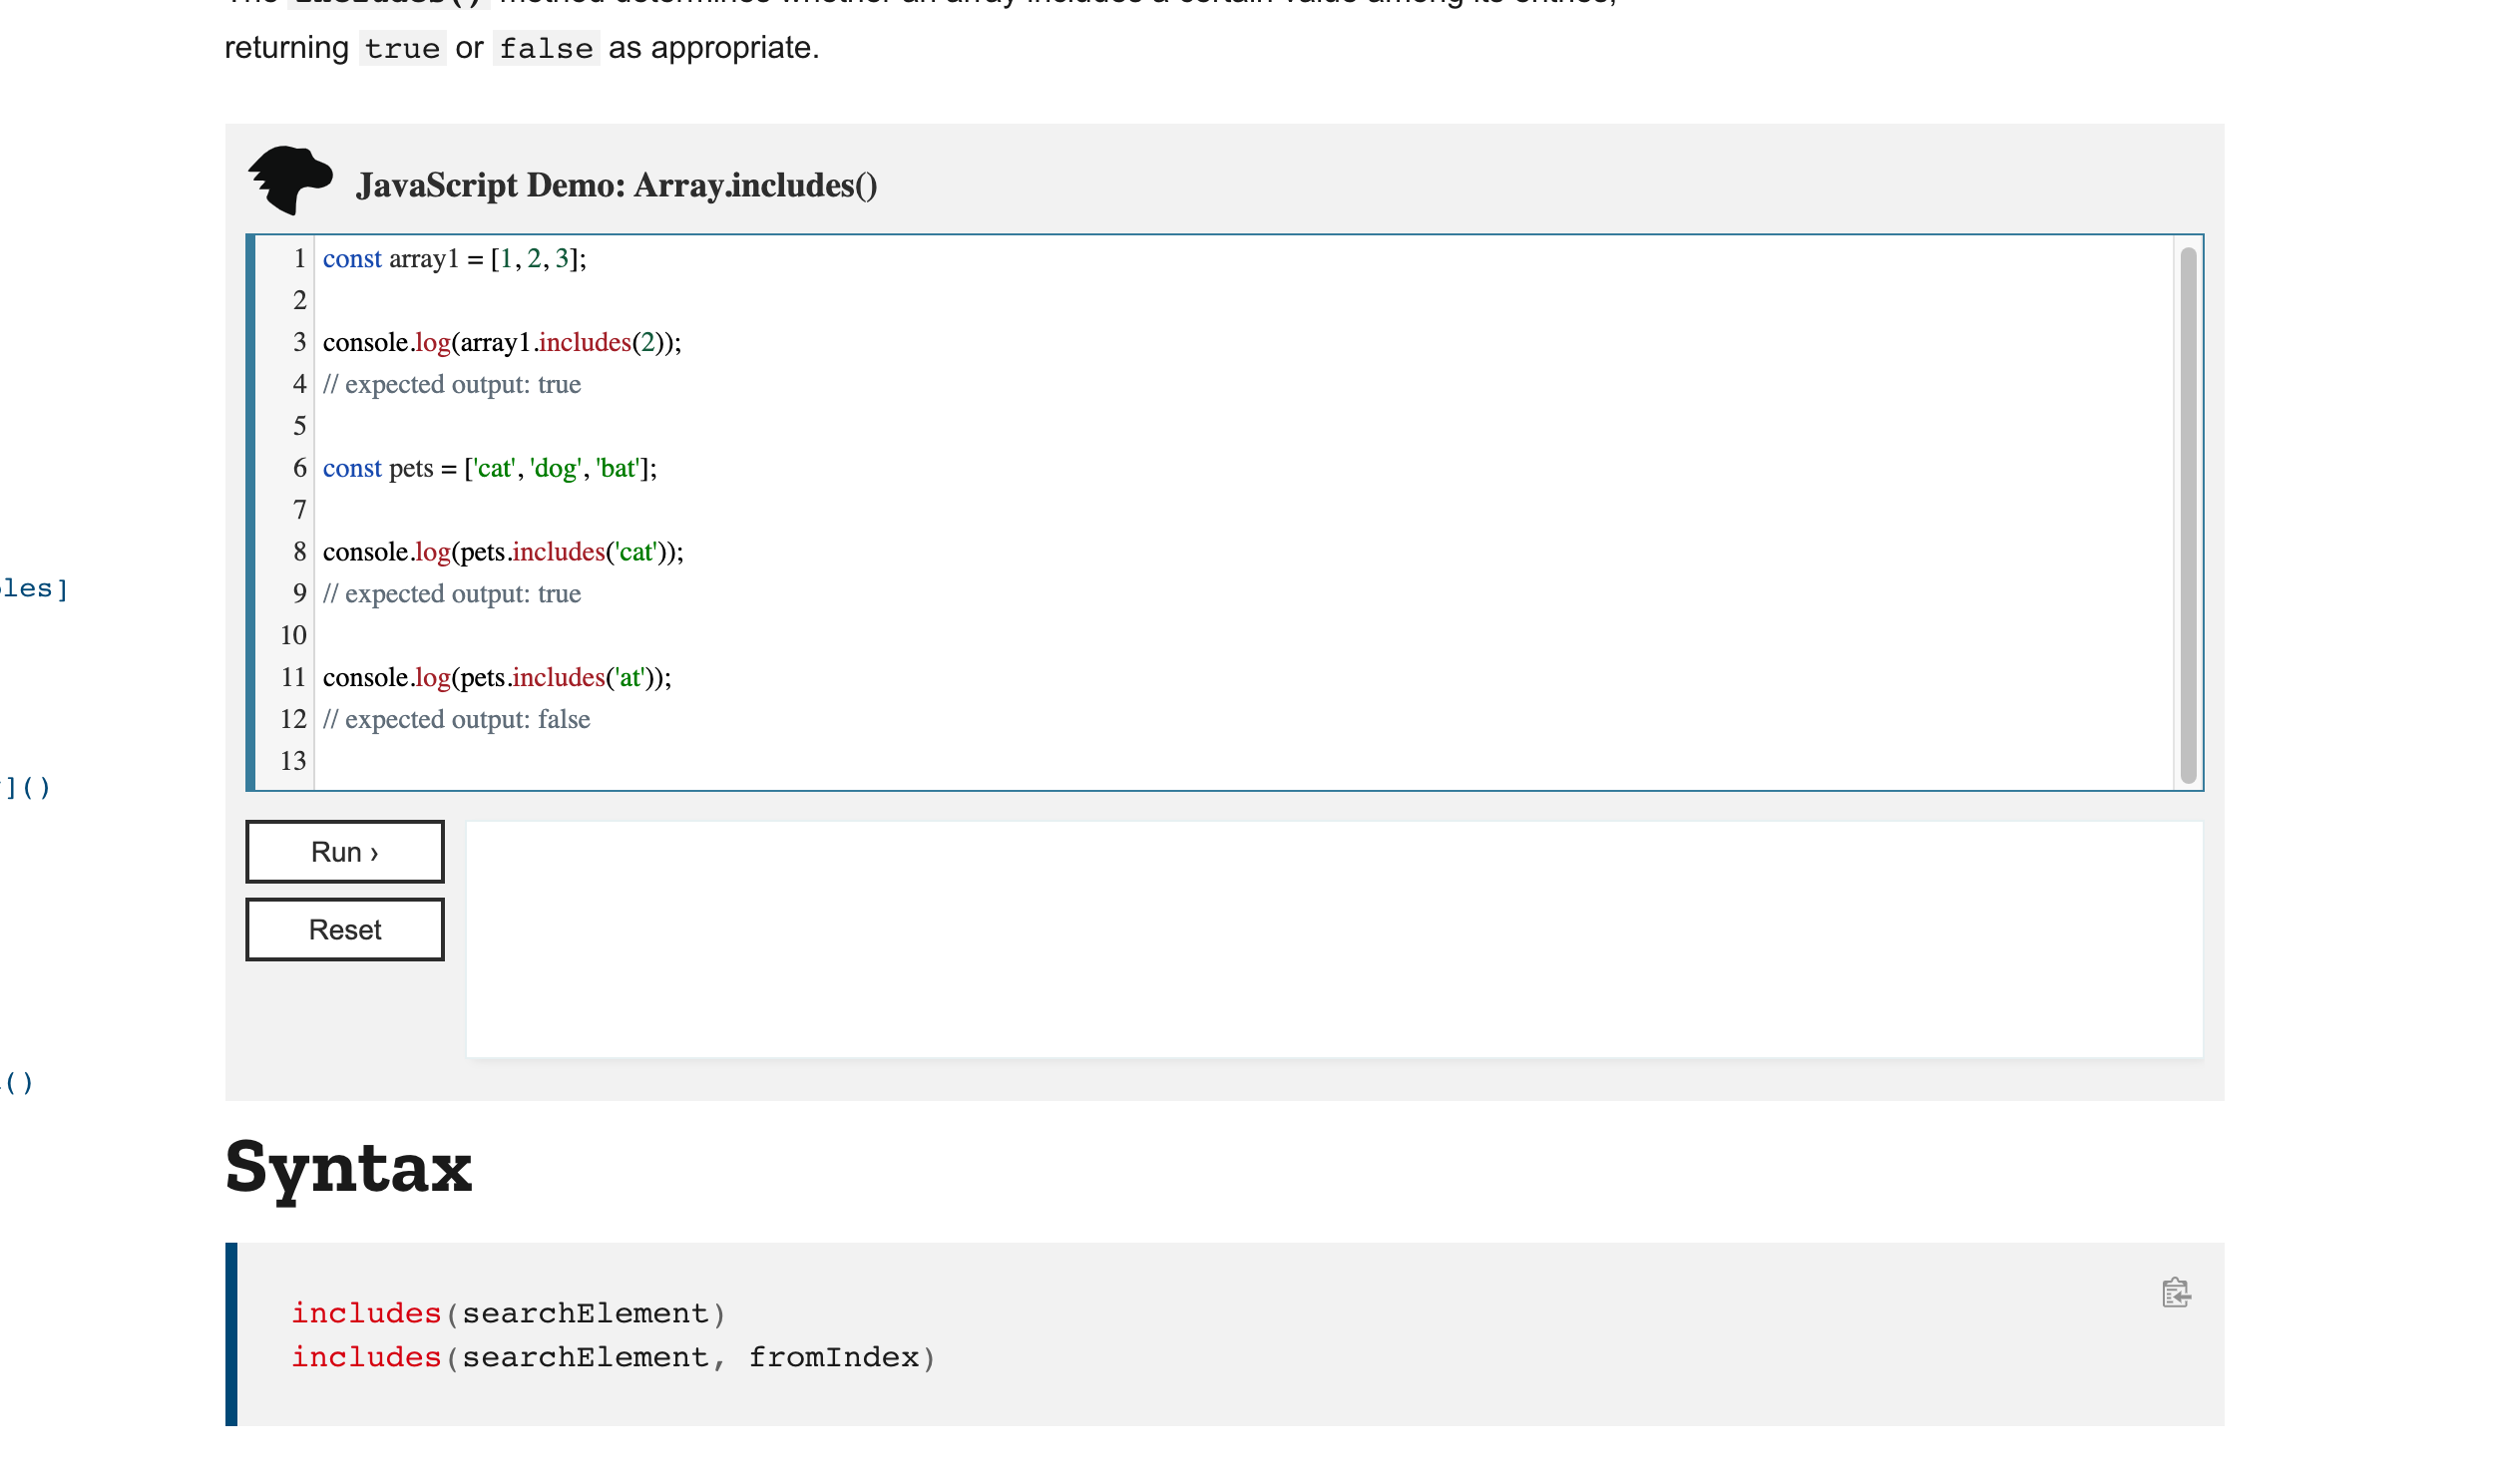 The includes() method determines whether an array includes a certain value among its entries,
returning true or false as appropriate.
JavaScript Demo: Array.includes()
1 const array1 = [1, 2, 3];
2
3 console.log(array1.includes(2));
4 // expected output: true
5
6 const pets = ['cat', 'dog', 'bat'];
7
8 console.log(pets.includes('cat'));
9 // expected output: true
10
11 console.log(pets.includes('at'));
12 // expected output: false
13
les]
]()
()
Run ›
Reset
Syntax
includes(searchElement)
includes(searchElement, fromIndex)